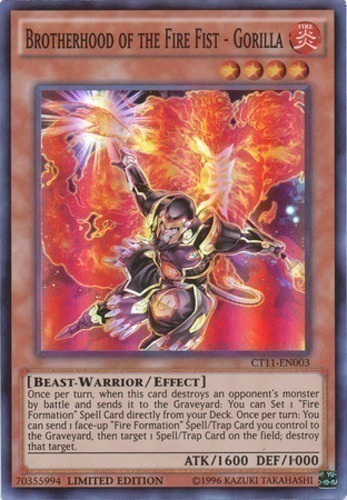 BROTHERHOOD OF THE FIRE FIST - GORILLA
FIRE
炎
CT11-EN003
[BEAST-WARRIOR/EFFECT]
Once per turn, when this card destroys an opponent's monster
by battle and sends it to the Graveyard: You can Set 1 "Fire
Formation" Spell Card directly from your Deck. Once per turn: You
can send 1 face-up "Fire Formation" Spell/Trap Card you control to
the Graveyard, then target 1 Spell/Trap Card on the field; destroy
that target.
ATK/1600 DEF/1000
70355994
LIMITED EDITION
©1996 KAZUKI TAKAHASHI